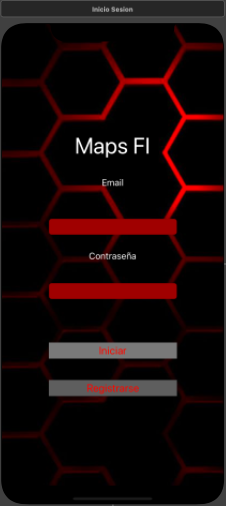 Inicio Sesion
Maps FI
Email
Contraseña
Iniciar
Registrarse